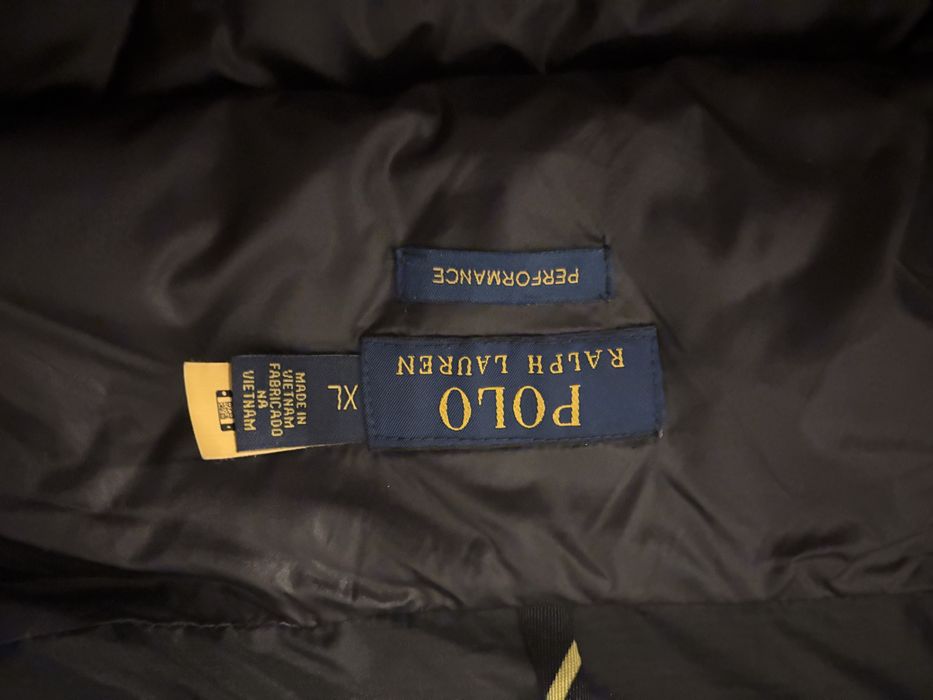 POLO
RALPH LAUREN
PERFORMANCE
XL
MADE IN
VIETNAM
FABRICADO
NA
VIETNAM